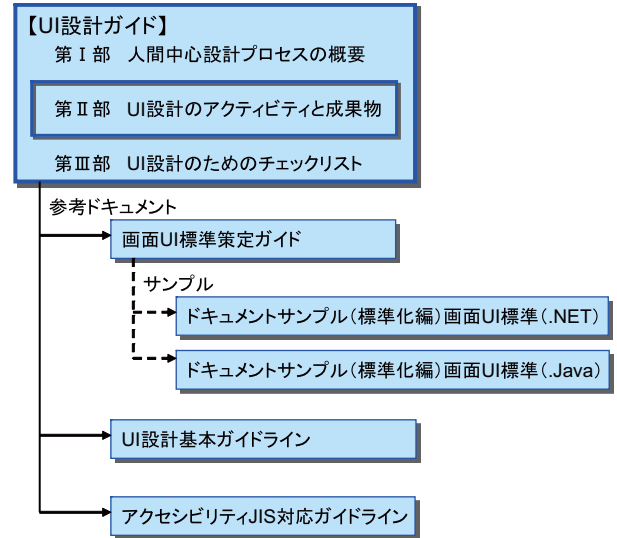 【UI設計ガイド】
第Ⅰ部 人間中心設計プロセスの概要
第Ⅱ部 UI設計のアクティビティと成果物
第Ⅲ部 UI設計のためのチェックリスト
参考ドキュメント
画面UI標準策定ガイド
サンプル
ドキュメントサンプル（標準化編）画面UI標準（.NET）
ドキュメントサンプル（標準化編）画面UI標準（.Java）
UI設計基本ガイドライン
アクセシビリティJIS対応ガイドライン